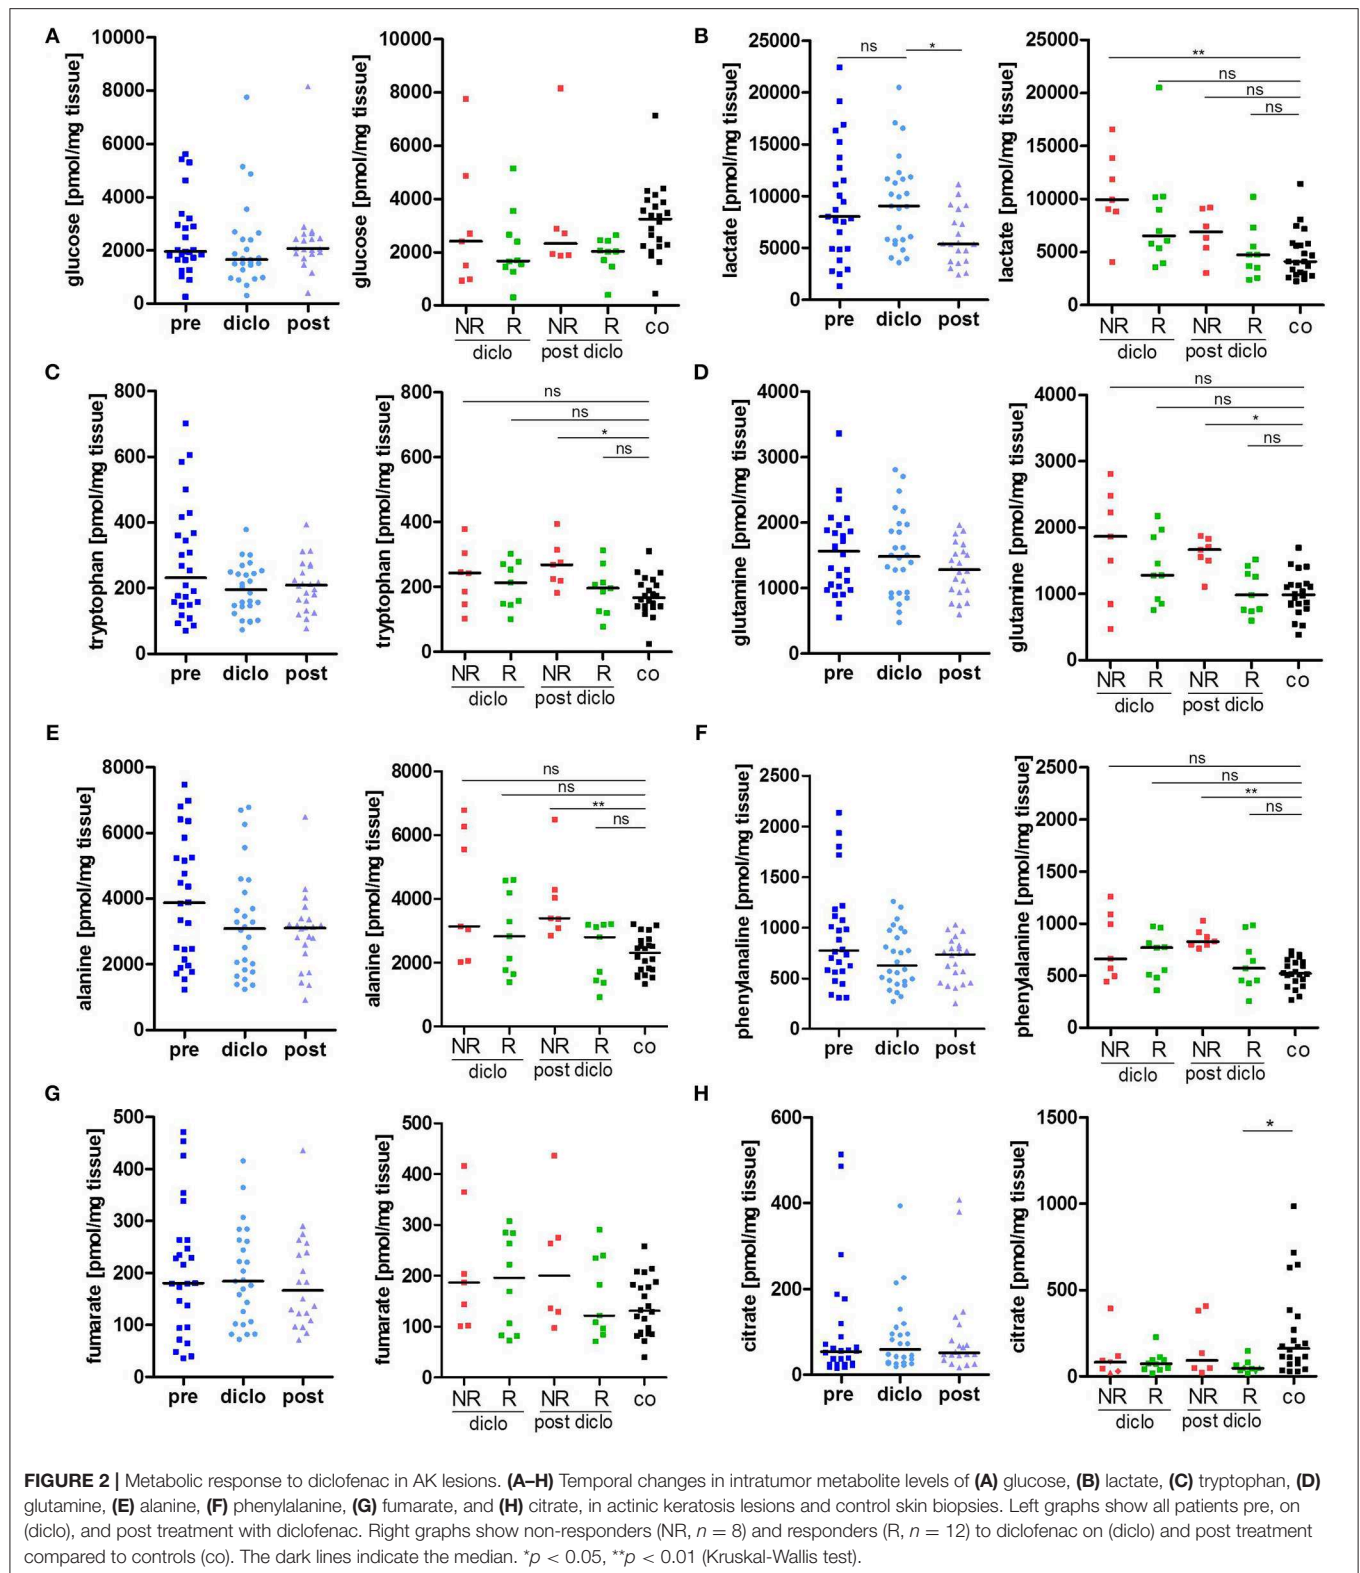 A
10000
8000
6000
4000
2000
0
glucose [pmol/mg tissue]
pre diclo post
10000
8000
6000
4000
2000
0
glucose [pmol/mg tissue]
NR R NR R co
diclo post diclo
B
25000
20000
15000
10000
5000
0
lactate [pmol/mg tissue]
ns *
pre diclo post
25000
20000
15000
10000
5000
0
lactate [pmol/mg tissue]
**
ns
ns
ns
NR R NR R co
diclo post diclo
C
800
600
400
200
0
tryptophan [pmol/mg tissue]
pre diclo post
800
600
400
200
0
tryptophan [pmol/mg tissue]
ns
ns
*
ns
NR R NR R co
diclo post diclo
D
4000
3000
2000
1000
0
glutamine [pmol/mg tissue]
pre diclo post
4000
3000
2000
1000
0
glutamine [pmol/mg tissue]
ns
ns
*
ns
NR R NR R co
diclo post diclo
E
8000
6000
4000
2000
0
alanine [pmol/mg tissue]
pre diclo post
8000
6000
4000
2000
0
alanine [pmol/mg tissue]
ns
ns
**
ns
NR R NR R co
diclo post diclo
F
2500
2000
1500
1000
500
0
phenylanaline [pmol/mg tissue]
pre diclo post
2500
2000
1500
1000
500
0
phenylalanine [pmol/mg tissue]
ns
ns
**
ns
NR R NR R co
diclo post diclo
G
500
400
300
200
100
0
fumarate [pmol/mg tissue]
pre diclo post
500
400
300
200
100
0
fumarate [pmol/mg tissue]
NR R NR R co
diclo post diclo
H
600
400
200
0
citrate [pmol/mg tissue]
pre diclo post
1500
1000
500
0
citrate [pmol/mg tissue]
*
NR R NR R co
diclo post diclo
FIGURE 2 | Metabolic response to diclofenac in AK lesions. (A–H) Temporal changes in intratumor metabolite levels of (A) glucose, (B) lactate, (C) tryptophan, (D)
glutamine, (E) alanine, (F) phenylalanine, (G) fumarate, and (H) citrate, in actinic keratosis lesions and control skin biopsies. Left graphs show all patients pre, on
(diclo), and post treatment with diclofenac. Right graphs show non-responders (NR, n = 8) and responders (R, n = 12) to diclofenac on (diclo) and post treatment
compared to controls (co). The dark lines indicate the median. *p < 0.05, **p < 0.01 (Kruskal-Wallis test).